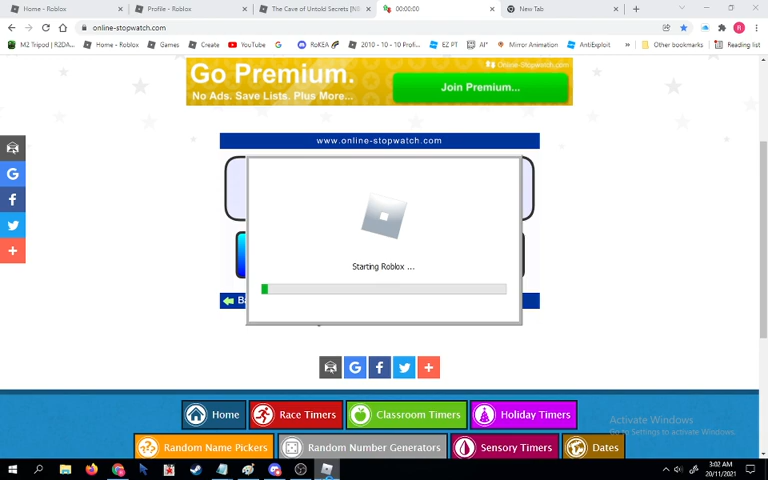 Home - Roblox
Profile - Roblox
The Cave of Untold Secrets [N
00:00:00
New Tab
online-stopwatch.com
M2 Tripod | R2DA...
Home - Roblox
Games
Create
YouTube
G
RoKEA
2010 - 10 - 10 Profi...
EZ PT
AI"
Mirror Animation
AntiExploit
»
Other bookmarks
Reading list
Online-Stopwatch.com
Go Premium.
No Ads. Save Lists. Plus More...
Join Premium...
www.online-stopwatch.com
Starting Roblox ...
Ba
Home
Race Timers
Classroom Timers
Holiday Timers
Random Name Pickers
Random Number Generators
Sensory Timers
Dates
Activate Windows
Go to Settings to activate Windows.
3:02 AM
20/11/2021